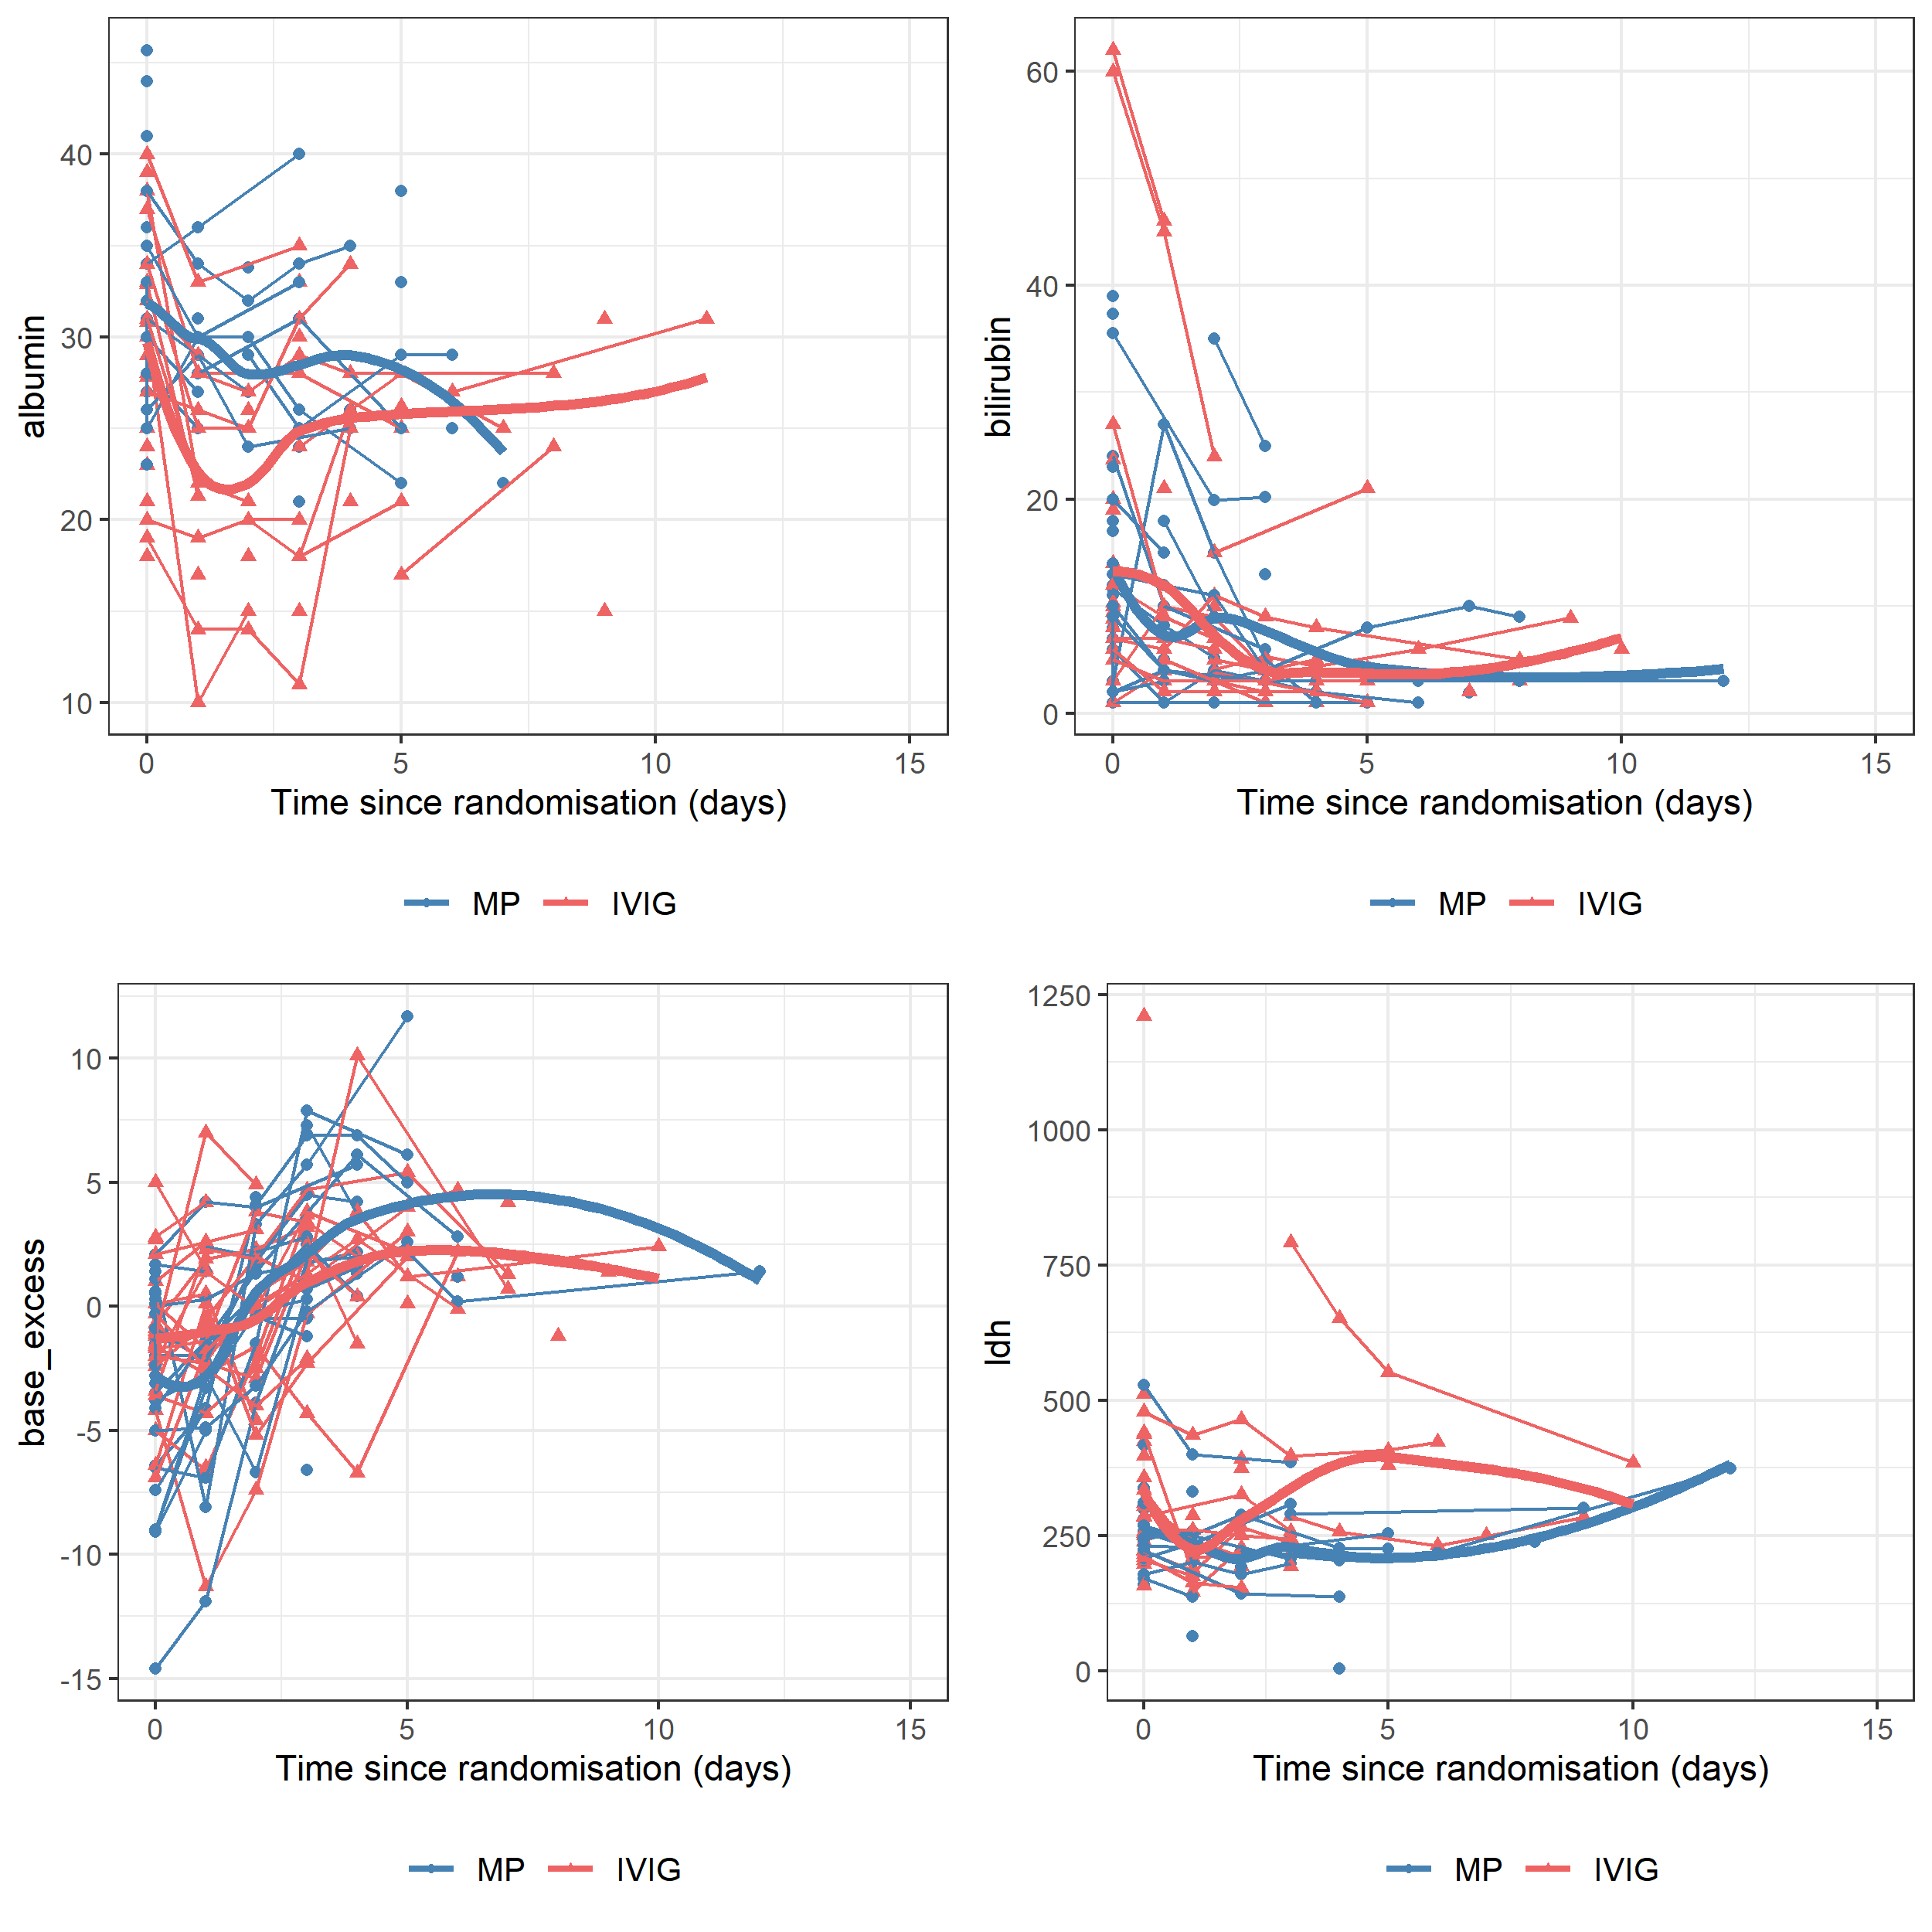 albumin
40
30
20
10
0 5 10 15
Time since randomisation (days)
MP IVIG
bilirubin
60
40
20
0
0 5 10 15
Time since randomisation (days)
MP IVIG
base_excess
10
5
0
-5
-10
-15
0 5 10 15
Time since randomisation (days)
MP IVIG
ldh
1250
1000
750
500
250
0
0 5 10 15
Time since randomisation (days)
MP IVIG